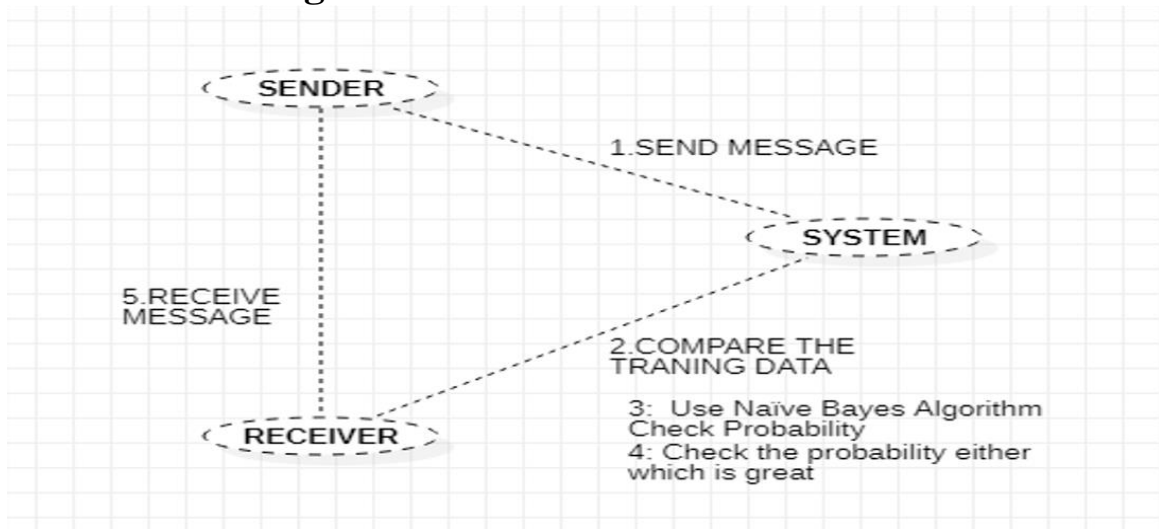 SENDER
1.SEND MESSAGE
SYSTEM
5.RECEIVE
MESSAGE
2.COMPARE THE
TRANING DATA
3: Use Naïve Bayes Algorithm
Check Probability
4: Check the probability either
which is great
RECEIVER